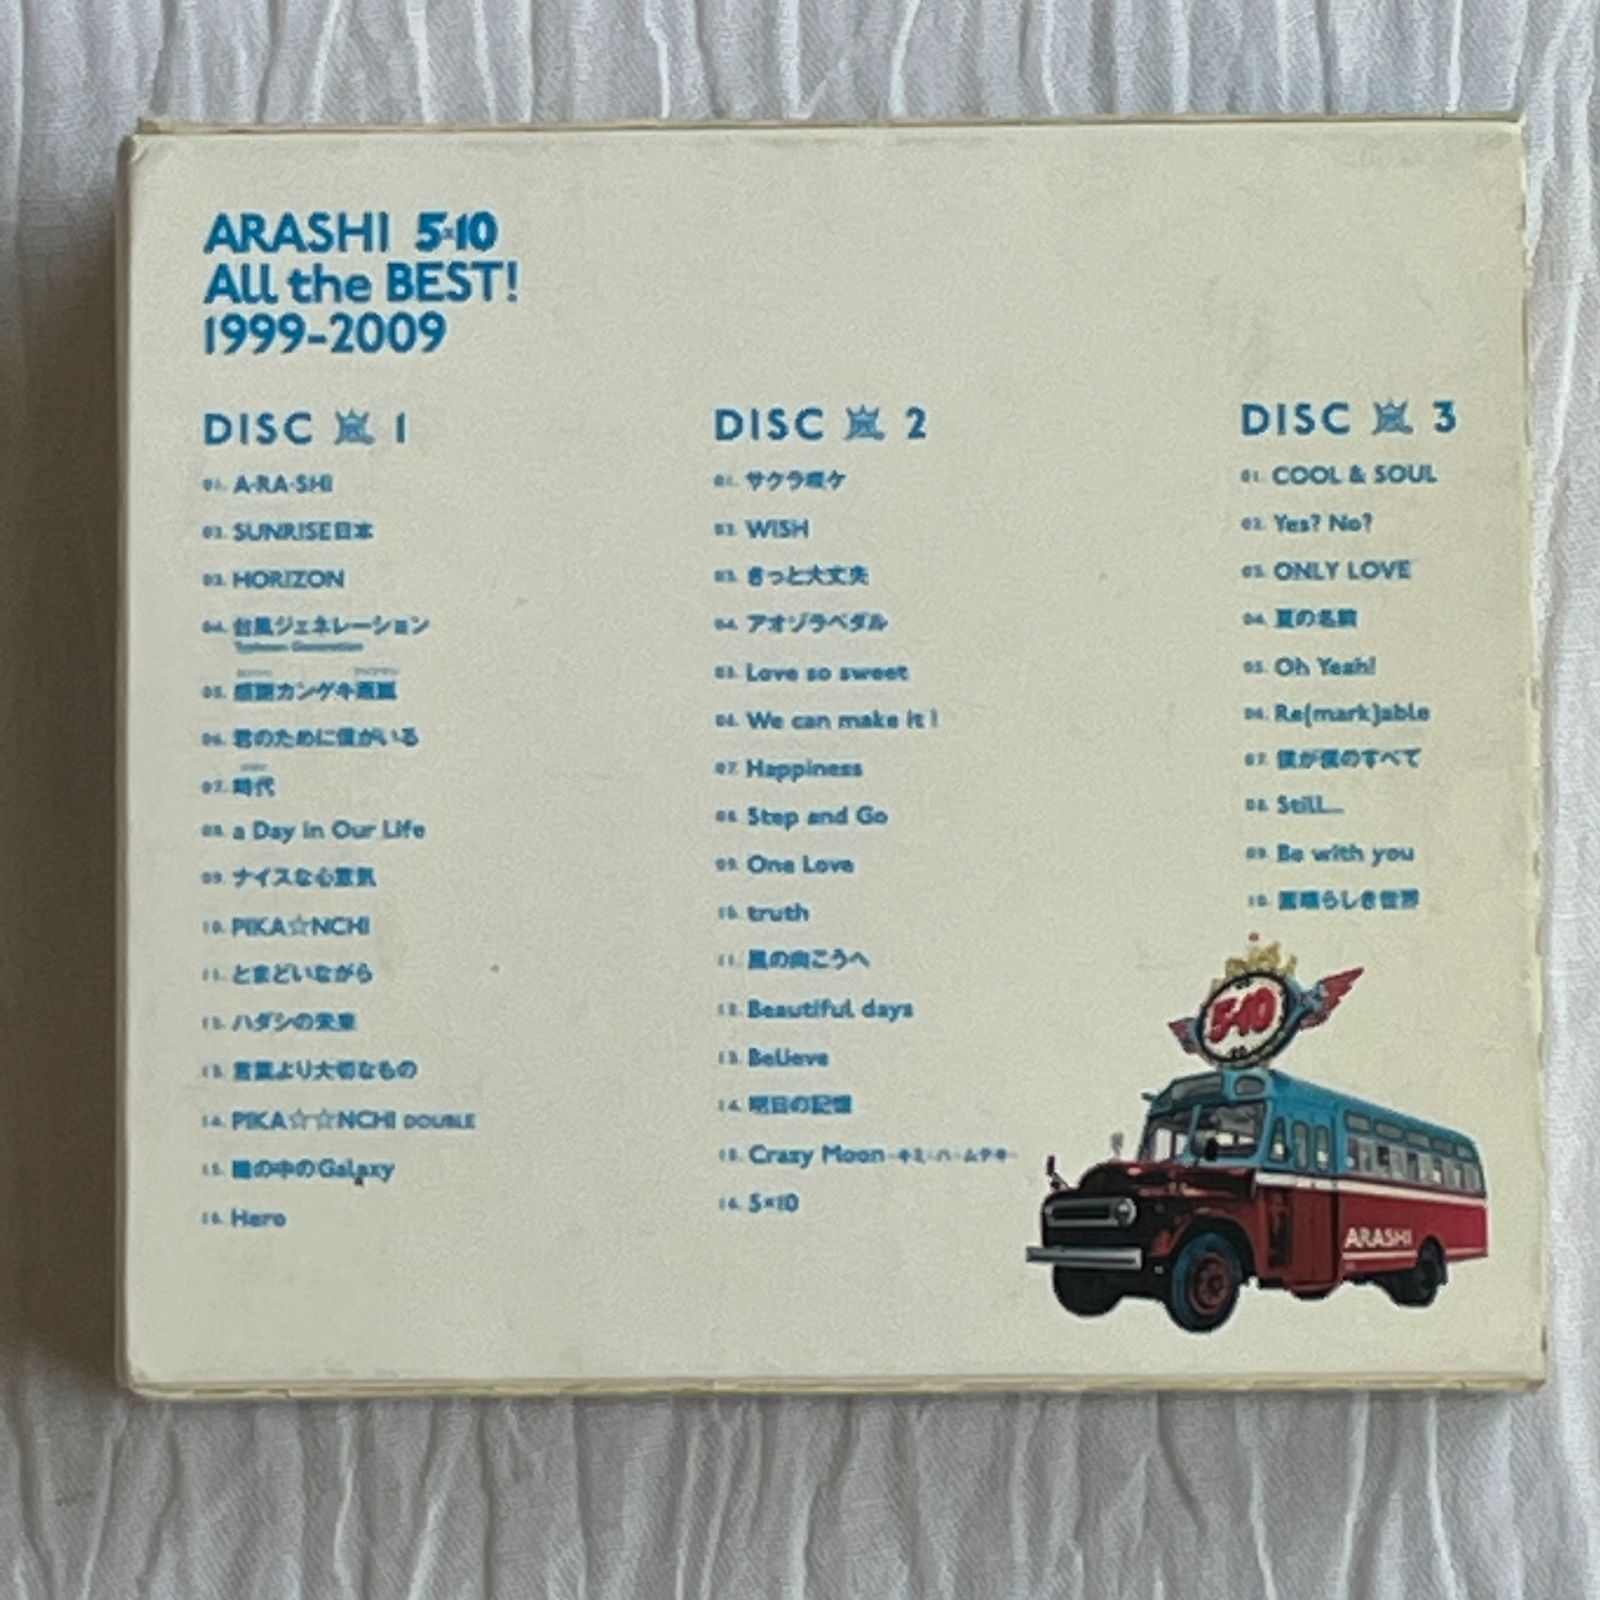 ARASHI 5×10
All the BEST!
1999-2009
DISC 嵐 1
01. A・RA・SHI
02. SUNRISE日本
03. HORIZON
04. 台風ジェネレーション
Typhoon Generation
05. 感謝カンゲキ雨嵐
06. 君のために僕がいる
07. 時代
08. a Day in Our Life
09. ナイスな心意気
10. PIKA☆NCHI
11. とまどいながら
12. ハダシの未来
13. 言葉より大切なもの
14. PIKA☆☆NCHI DOUBLE
15. 瞳の中のGalaxy
16. Hero
DISC 嵐 2
01. サクラ咲ケ
02. WISH
03. きっと大丈夫
04. アオゾラペダル
05. Love so sweet
06. We can make it !
07. Happiness
08. Step and Go
09. One Love
10. truth
11. 風の向こうへ
12. Beautiful days
13. Believe
14. 明日の記憶
15. Crazy Moon~キミ・ハ・ムテキ~
16. 5×10
DISC 嵐 3
01. COOL & SOUL
02. Yes? No?
03. ONLY LOVE
04. 夏の名前
05. Oh Yeah!
06. Re(mark)able
07. 僕が僕のすべて
08. Still...
09. Be with you
10. 素晴らしき世界
5×10
ARASHI